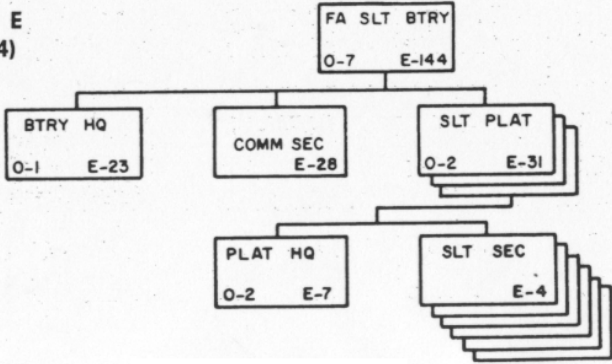 E
4)
FA SLT BTRY
O-7 E-144
BTRY HQ
O-1 E-23
COMM SEC
E-28
SLT PLAT
O-2 E-31
PLAT HQ
O-2 E-7
SLT SEC
E-4